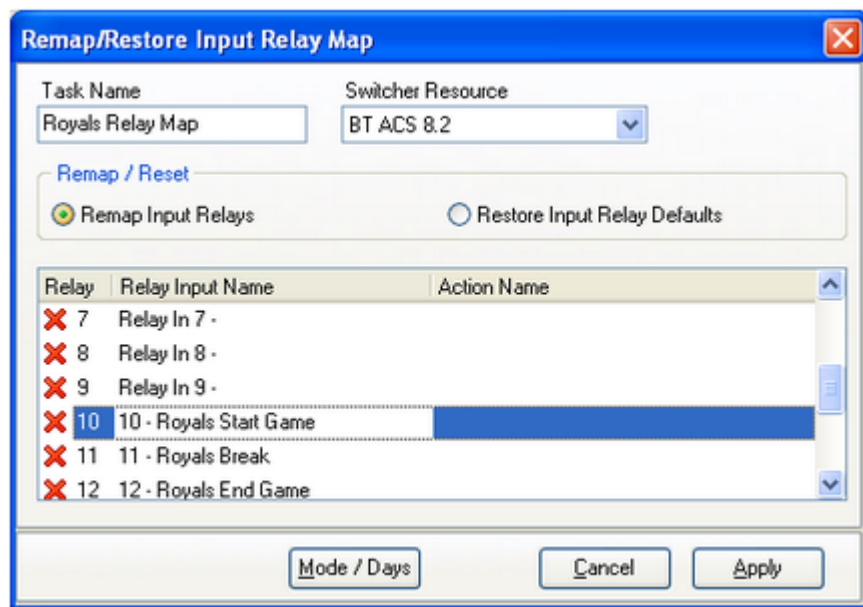 Remap/Restore Input Relay Map
Task Name Switcher Resource
Royals Relay Map BT ACS 8.2
Remap / Reset
Remap Input Relays Restore Input Relay Defaults
Relay Relay Input Name Action Name
7 Relay In 7 -
8 Relay In 8 -
9 Relay In 9 -
10 10 - Royals Start Game
11 11 - Royals Break
12 12 - Royals End Game
Mode / Days Cancel Apply